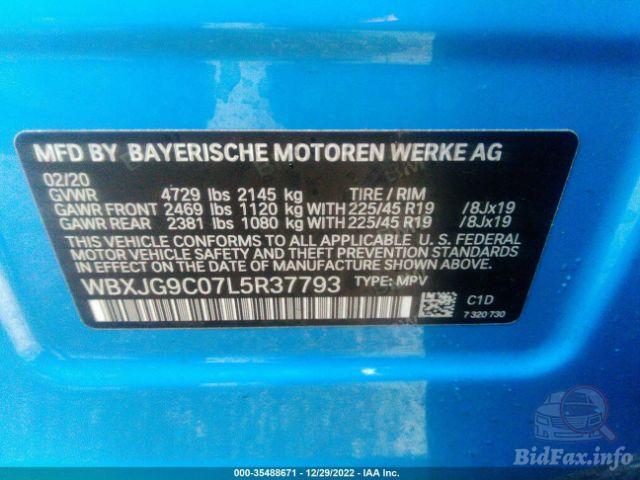 MFD BY BAYERISCHE MOTOREN WERKE AG
02/20
GVWR 4729 lbs 2145 kg TIRE / RIM
GAWR FRONT 2469 lbs 1120 kg WITH 225/45 R19 /8Jx19
GAWR REAR 2381 lbs 1080 kg WITH 225/45 R19 /8Jx19
THIS VEHICLE CONFORMS TO ALL APPLICABLE U. S. FEDERAL
MOTOR VEHICLE SAFETY AND THEFT PREVENTION
STANDARDS IN EFFECT ON THE DATE OF MANUFACTURE SHOWN ABOVE.
WBXJG9C07L5R37793 TYPE: MPV
C1D
7 320 730
BidFax.info
000-35488671 - 12/29/2022 - IAA Inc.